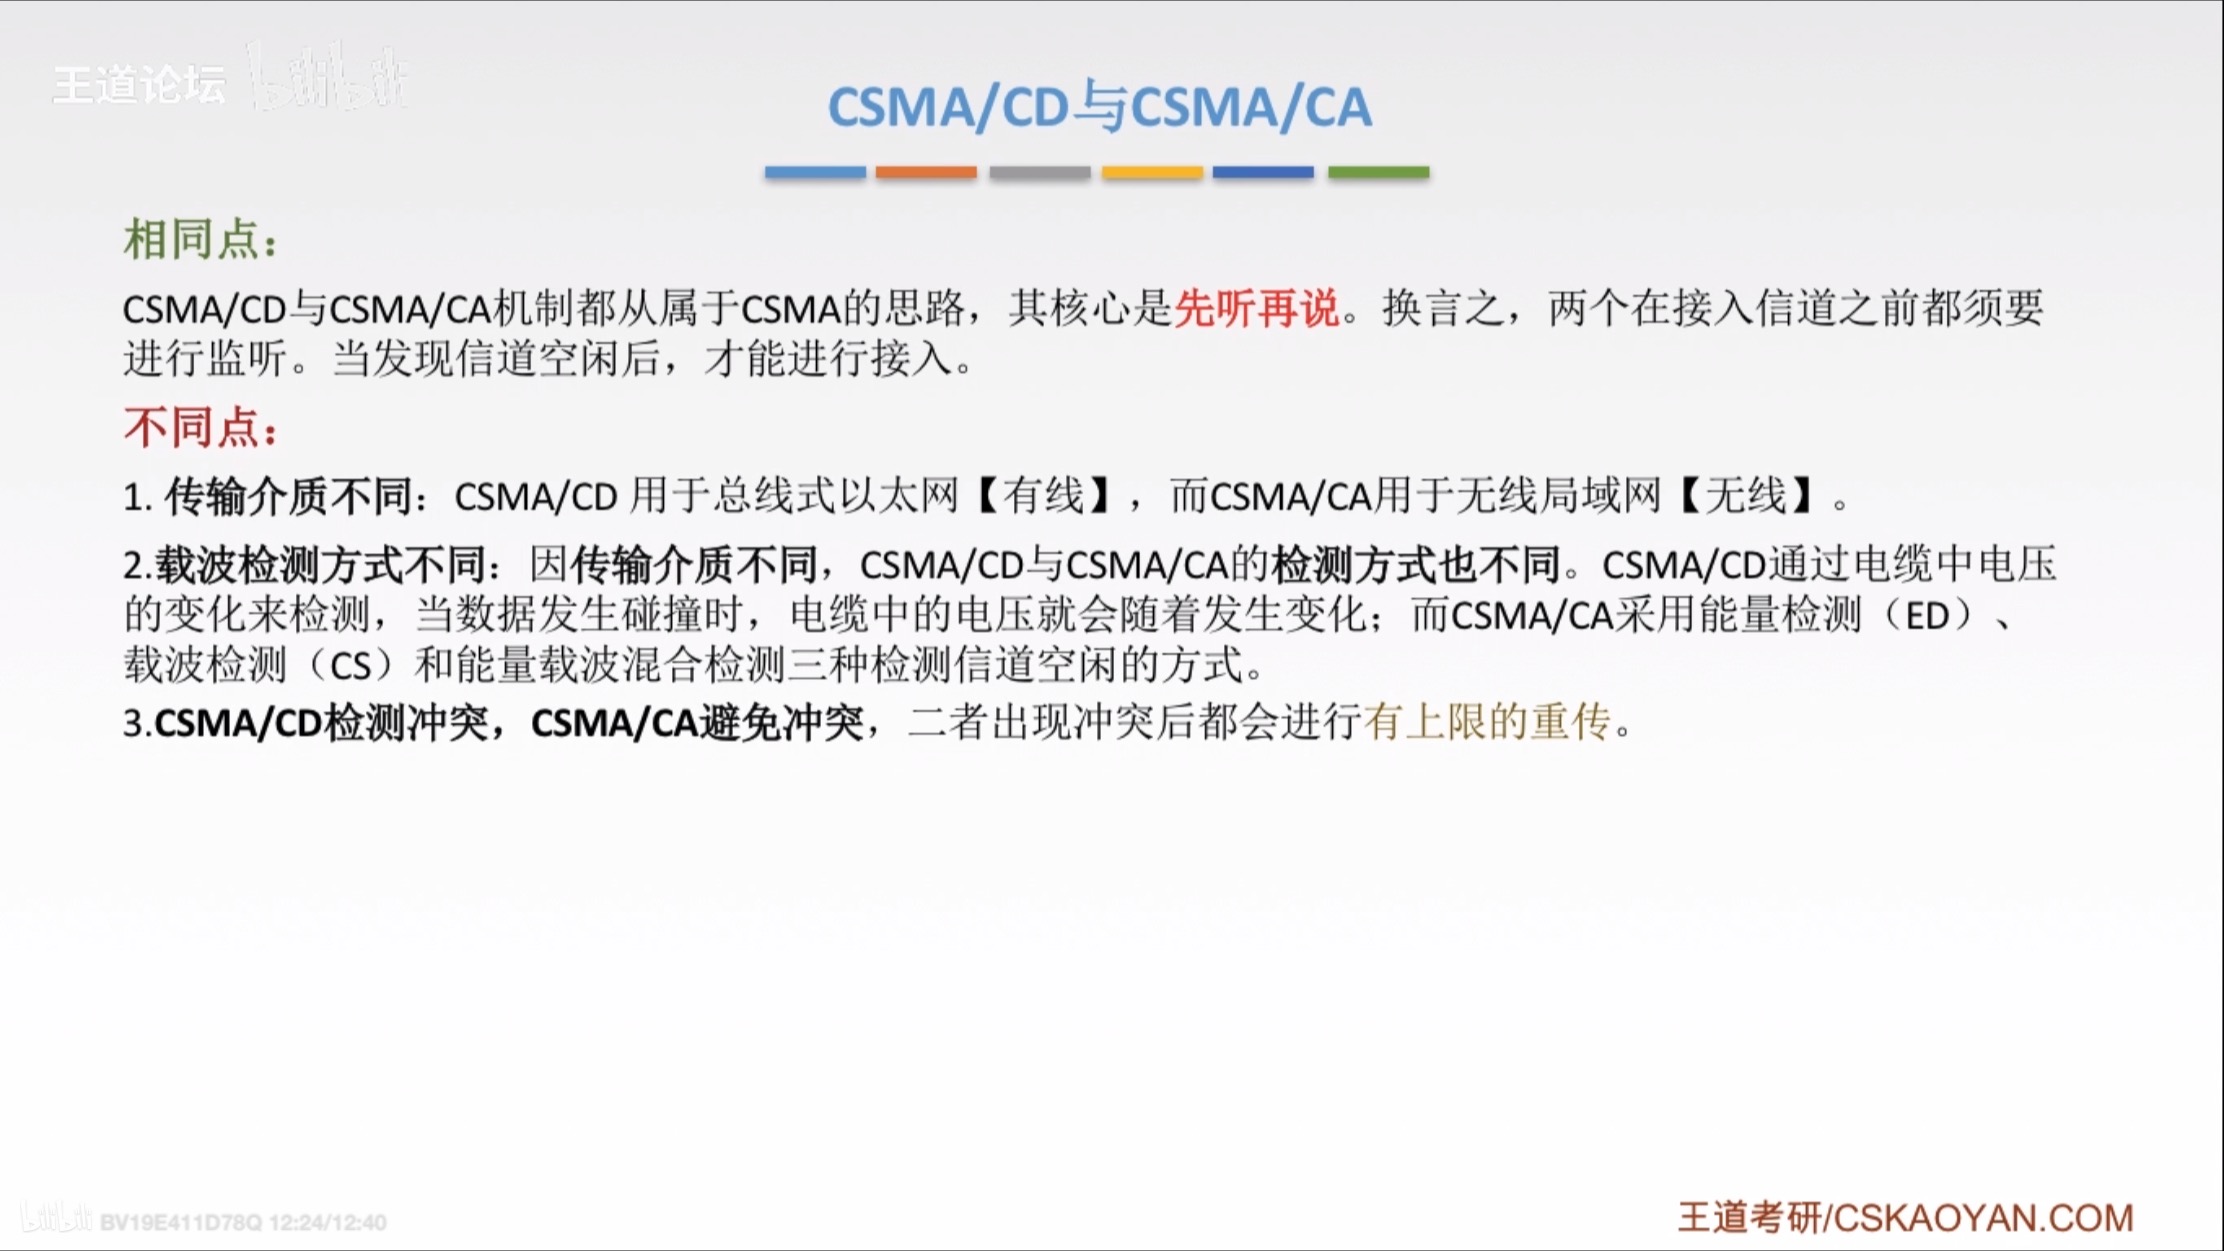 王道论坛 bilibili
CSMA/CD与CSMA/CA
相同点：
CSMA/CD与CSMA/CA机制都从属于CSMA的思路，其核心是先听再说。换言之，两个在接入信道之前都须要
进行监听。当发现信道空闲后，才能进行接入。
不同点：
1. 传输介质不同：CSMA/CD 用于总线式以太网【有线】，而CSMA/CA用于无线局域网【无线】。
2.载波检测方式不同：因传输介质不同，CSMA/CD与CSMA/CA的检测方式也不同。CSMA/CD通过电缆中电压
的变化来检测，当数据发生碰撞时，电缆中的电压就会随着发生变化；而CSMA/CA采用能量检测（ED）、
载波检测（CS）和能量载波混合检测三种检测信道空闲的方式。
3.CSMA/CD检测冲突，CSMA/CA避免冲突，二者出现冲突后都会进行有上限的重传。
bilibili BV19E411D78Q 12:24/12:40
王道考研/CSKAOYAN.COM